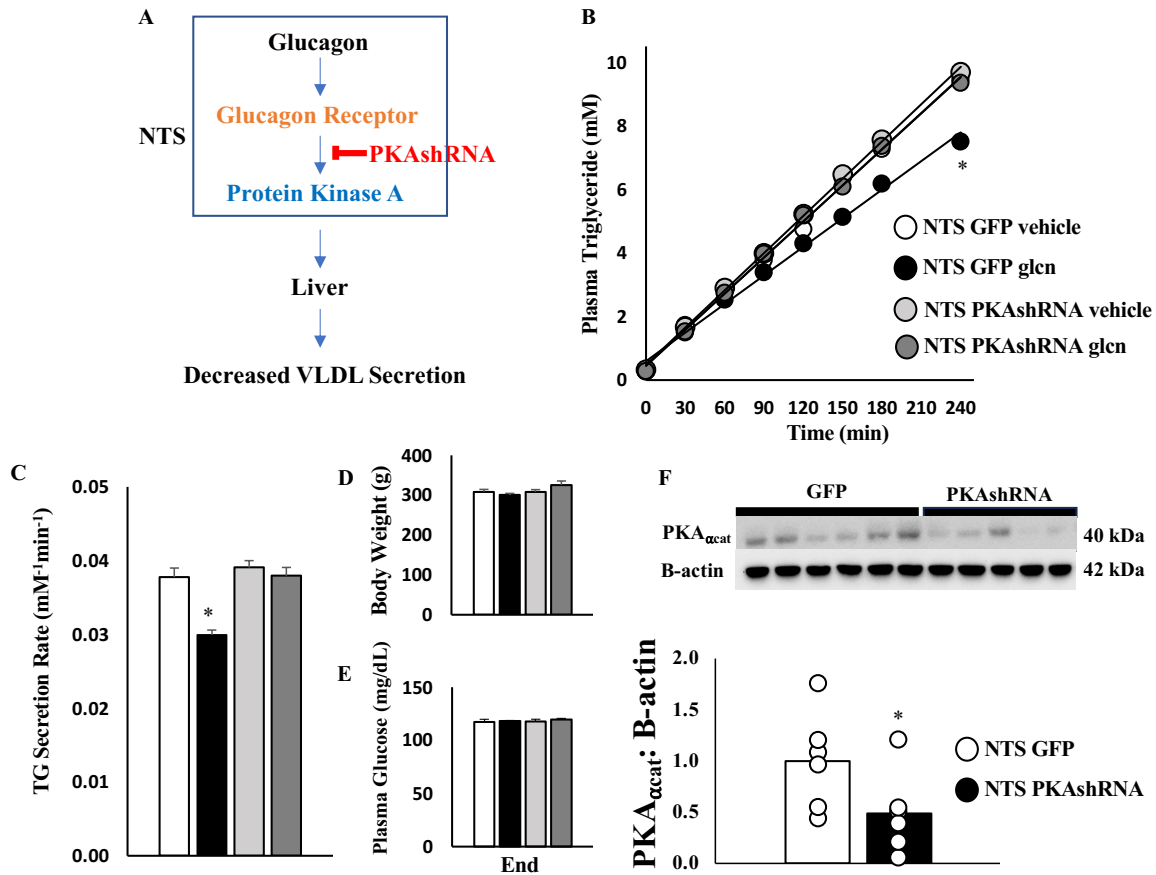 A
Glucagon
Glucagon Receptor
NTS
PKAshRNA
Protein Kinase A
Liver
Decreased VLDL Secretion
B
Plasma Triglyceride (mM)
10
8
6
4
2
0
0 30 60 90 120 150 180 210 240
Time (min)
*
NTS GFP vehicle
NTS GFP glcn
NTS PKAshRNA vehicle
NTS PKAshRNA glcn
C
TG Secretion Rate (mM⁻¹min⁻¹)
0.05
0.04
0.03
0.02
0.01
0.00
*
D
Body Weight (g)
400
300
200
100
0
E
Plasma Glucose (mg/dL)
150
100
50
0
End
F
GFP PKAshRNA
PKAαcat 40 kDa
B-actin 42 kDa
PKAαcat: B-actin
2.0
1.5
1.0
0.5
0.0
*
NTS GFP
NTS PKAshRNA